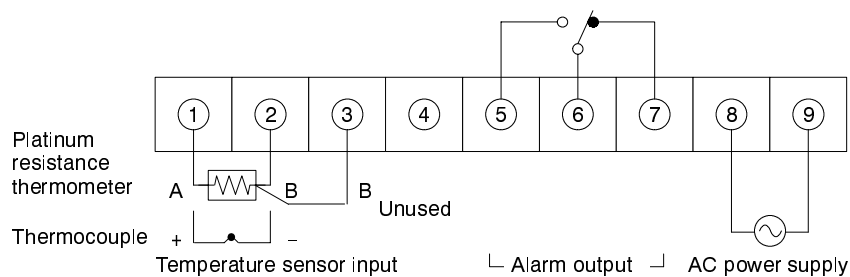 1 2 3 4 5 6 7 8 9
Platinum
resistance
thermometer
A B B
Unused
Thermocouple + −
Temperature sensor input Alarm output AC power supply